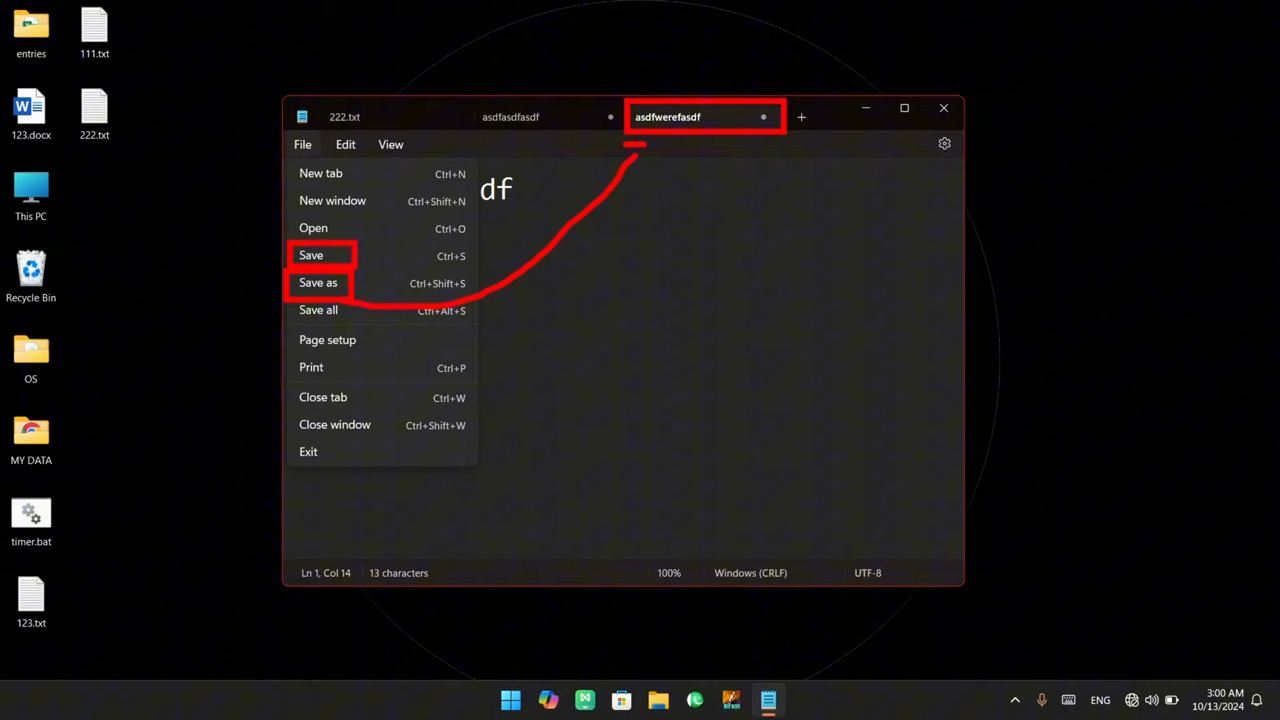 entries
111.txt
123.docx
222.txt
This PC
Recycle Bin
OS
MY DATA
timer.bat
123.txt
222.txt
asdfasdfasdf
asdfwerefasdf
File
Edit
View
df
New tab Ctrl+N
New window Ctrl+Shift+N
Open Ctrl+O
Save Ctrl+S
Save as Ctrl+Shift+S
Save all Ctrl+Alt+S
Page setup
Print Ctrl+P
Close tab Ctrl+W
Close window Ctrl+Shift+W
Exit
Ln 1, Col 14
13 characters
100%
Windows (CRLF)
UTF-8
ENG
3:00 AM
10/13/2024